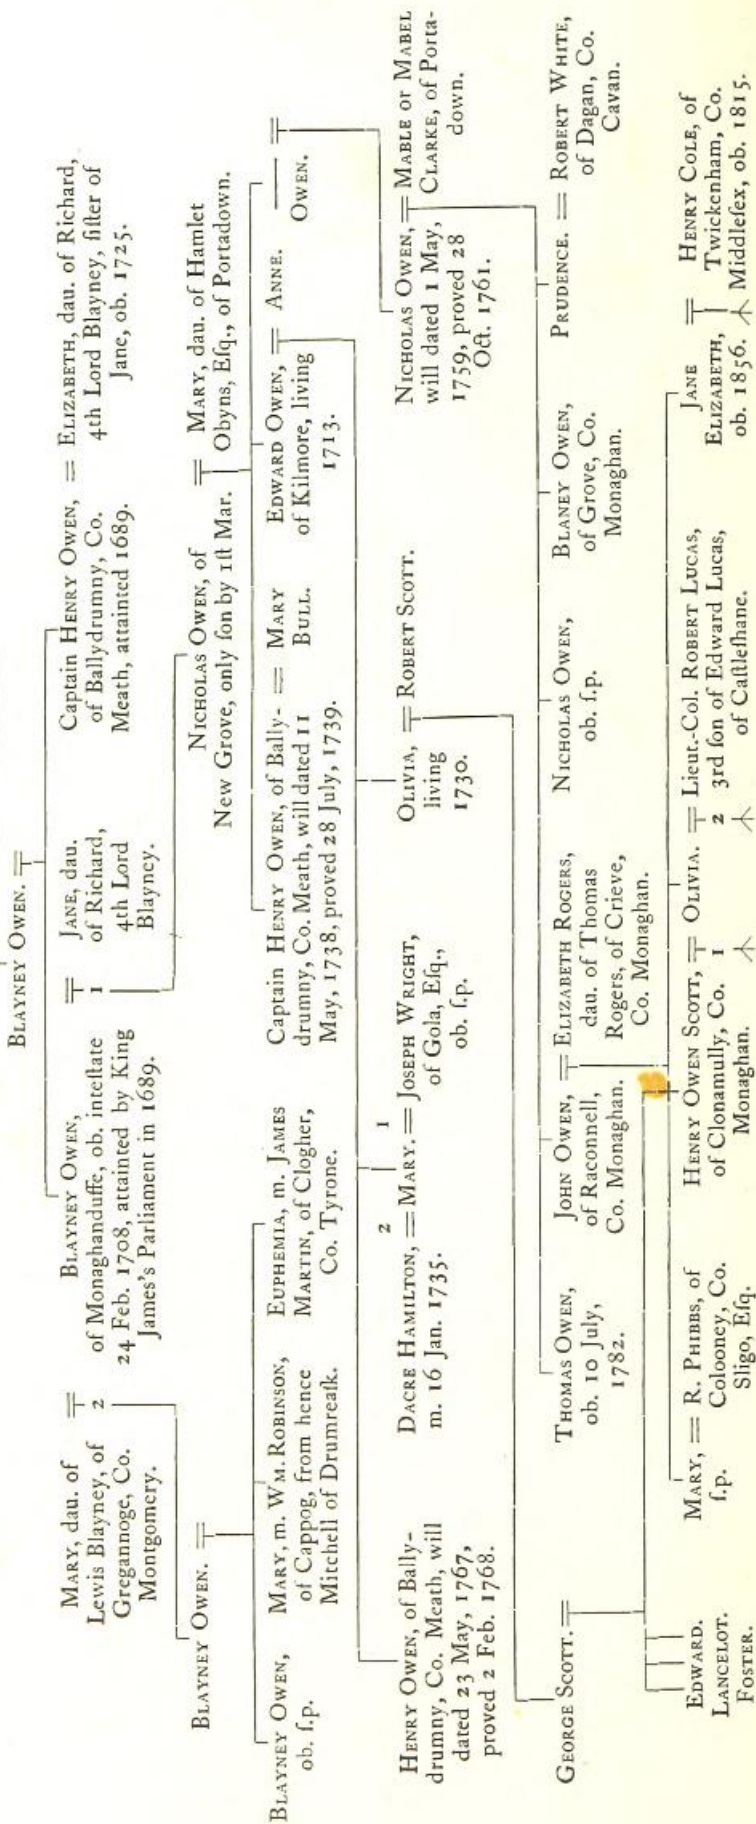 BLAYNEY OWEN.
MARY, dau. of
Lewis Blayney, of
Gregannoge, Co.
Montgomery.
2
BLAYNEY OWEN,
of Monaghanduffe, ob. inteſtate
24 Feb. 1708, attainted by King
James's Parliament in 1689.
1
JANE, dau.
of Richard,
4th Lord
Blayney.
Captain HENRY OWEN,
of Ballydrumny, Co.
Meath, attainted 1689.
ELIZABETH, dau. of Richard,
4th Lord Blayney, ſiſter of
Jane, ob. 1725.
BLAYNEY OWEN.
NICHOLAS OWEN, of
New Grove, only ſon by 1ſt Mar.
MARY, dau. of Hamlet
Obyns, Eſq., of Portadown.
BLAYNEY OWEN,
ob. ſ.p.
MARY, m. WM. ROBINSON,
of Cappog, from hence
Mitchell of Drumreaſk.
EUPHEMIA, m. JAMES
MARTIN, of Clogher,
Co. Tyrone.
Captain HENRY OWEN, of Bally-
drumny, Co. Meath, will dated 11
May, 1738, proved 28 July, 1739.
MARY
BULL.
EDWARD OWEN,
of Kilmore, living
1713.
ANNE.
——
OWEN.
HENRY OWEN, of Bally-
drumny, Co. Meath, will
dated 23 May, 1767,
proved 2 Feb. 1768.
DACRE HAMILTON,
m. 16 Jan. 1735.
2
MARY.
1
JOSEPH WRIGHT,
of Gola, Eſq.,
ob. ſ.p.
OLIVIA,
living
1730.
ROBERT SCOTT.
NICHOLAS OWEN,
will dated 1 May,
1759, proved 28
Oct. 1761.
MABLE or MABEL
CLARKE, of Porta-
down.
GEORGE SCOTT.
THOMAS OWEN,
ob. 10 July,
1782.
JOHN OWEN,
of Raconnell,
Co. Monaghan.
ELIZABETH ROGERS,
dau. of Thomas
Rogers, of Crieve,
Co. Monaghan.
NICHOLAS OWEN,
ob. ſ.p.
BLANEY OWEN,
of Grove, Co.
Monaghan.
PRUDENCE.
ROBERT WHITE,
of Dagan, Co.
Cavan.
EDWARD.
LANCELOT.
FOSTER.
MARY,
ſ.p.
R. PHIBBS, of
Colooney, Co.
Sligo, Eſq.
HENRY OWEN SCOTT,
of Clonamully, Co.
Monaghan.
1
OLIVIA.
2
Lieut.-Col. ROBERT LUCAS,
3rd ſon of Edward Lucas,
of Caſtleſhane.
JANE
ELIZABETH,
ob. 1856.
HENRY COLE, of
Twickenham, Co.
Middleſex, ob. 1815.